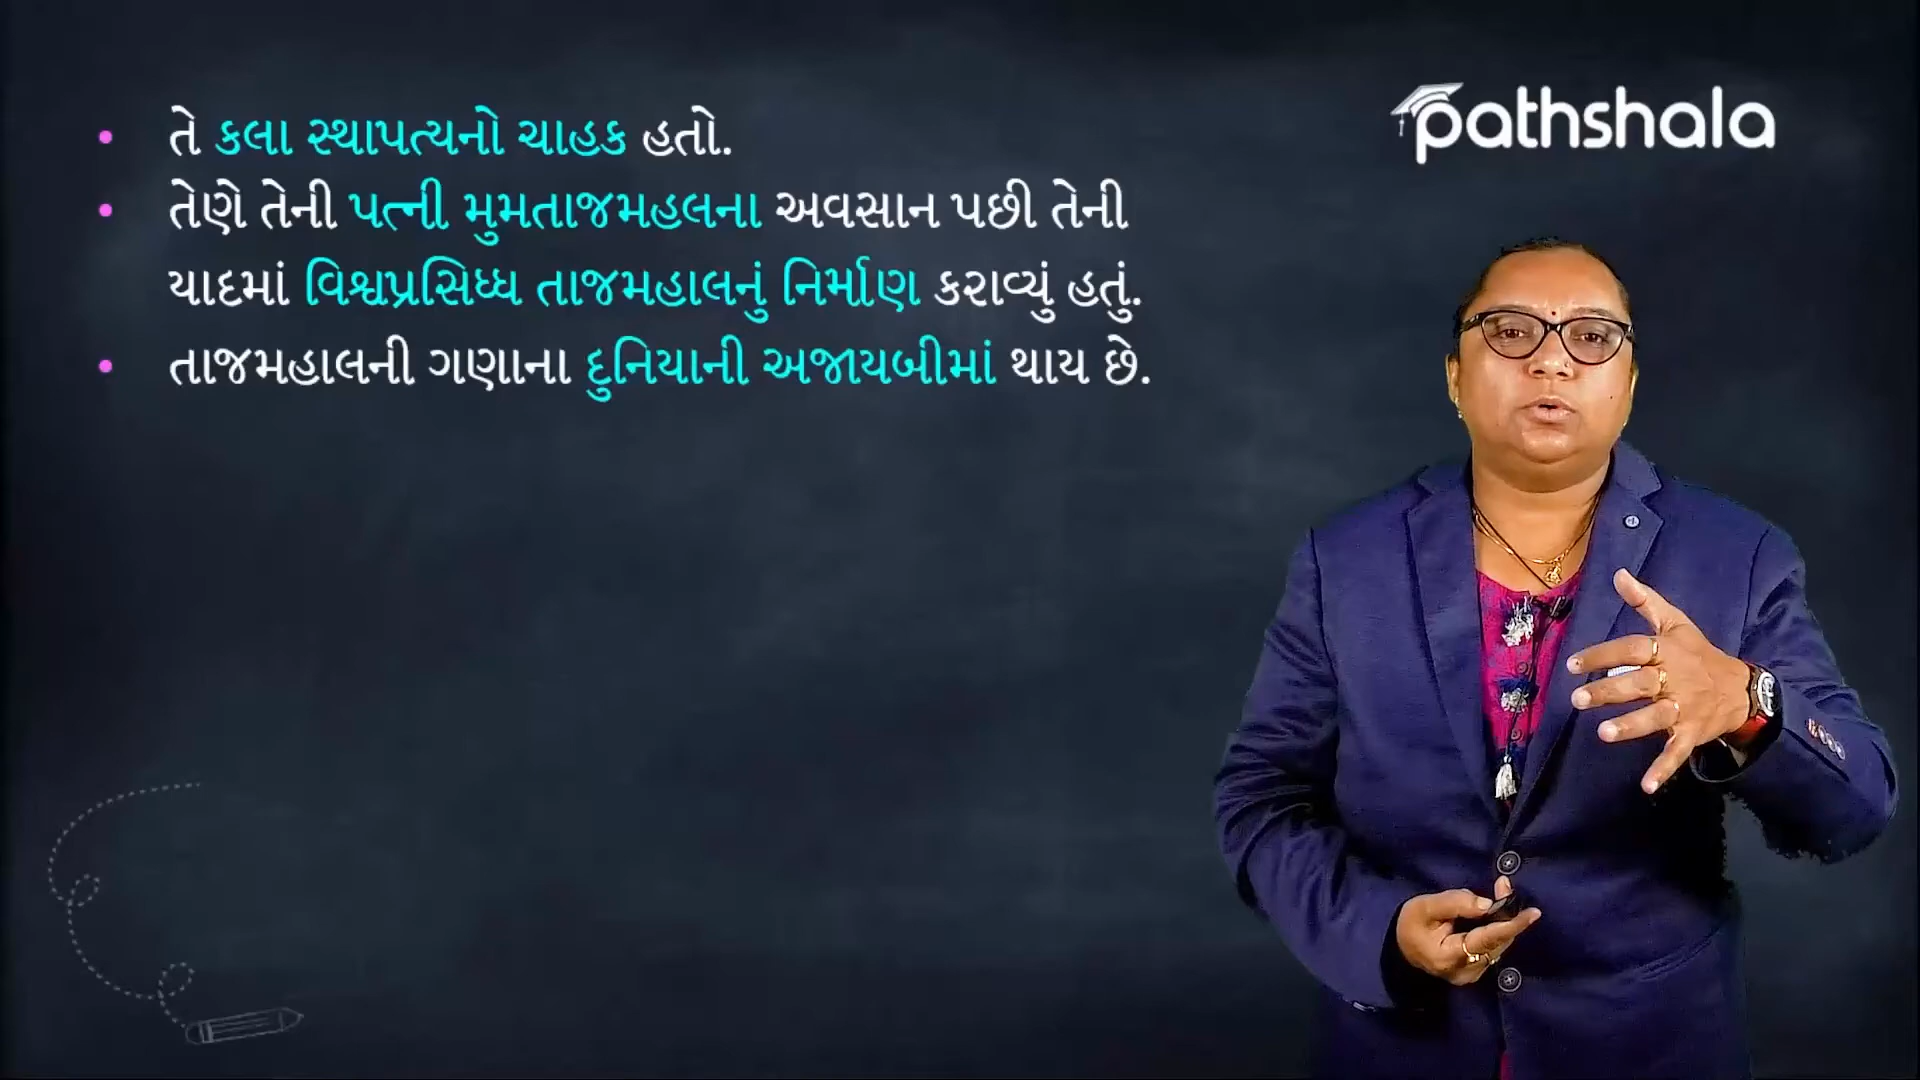 તે કલા સ્થાપત્યનો ચાહક હતો.
તેણે તેની પત્ની મુમતાજમહલના અવસાન પછી તેની
યાદમાં વિશ્વપ્રસિધ્ધ તાજમહાલનું નિર્માણ કરાવ્યું હતું.
તાજમહાલની ગણાના દુનિયાની અજાયબીમાં થાય છે.
pathshala